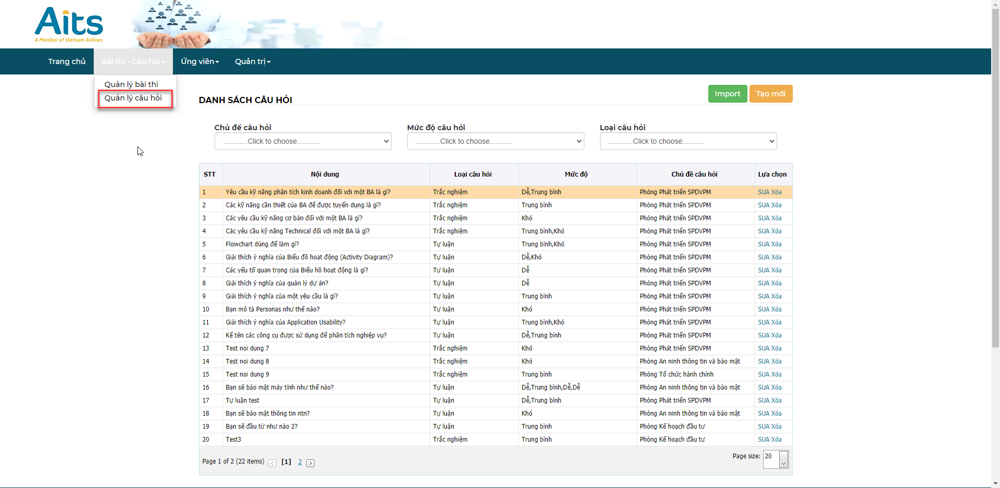 Aits
A Member of Vietnam Airlines
Trang chủ Bài thi - Câu hỏi Ứng viên Quản trị
Quản lý bài thi
Quản lý câu hỏi
DANH SÁCH CÂU HỎI Import Tạo mới
Chủ đề câu hỏi Mức độ câu hỏi Loại câu hỏi
............Click to choose........... ............Click to choose........... ............Click to choose...........
STT Nội dung Loại câu hỏi Mức độ Chủ đề câu hỏi Lựa chọn
1 Yêu cầu kỹ năng phân tích kinh doanh đối với một BA là gì? Trắc nghiệm Dễ,Trung bình Phòng Phát triển SPDVPM SUA Xóa
2 Các kỹ năng cần thiết của BA để được tuyển dụng là gì? Trắc nghiệm Trung bình Phòng Phát triển SPDVPM SUA Xóa
3 Các yêu cầu kỹ năng cơ bản đối với một BA là gì? Trắc nghiệm Khó Phòng Phát triển SPDVPM SUA Xóa
4 Các yêu cầu kỹ năng Technical đối với một BA là gì? Trắc nghiệm Trung bình,Khó Phòng Phát triển SPDVPM SUA Xóa
5 Flowchart dùng để làm gì? Tự luận Trung bình,Khó Phòng Phát triển SPDVPM SUA Xóa
6 Giải thích ý nghĩa của Biểu đồ hoạt động (Activity Diagram)? Tự luận Dễ,Khó Phòng Phát triển SPDVPM SUA Xóa
7 Các yếu tố quan trọng của Biểu hồ hoạt động là gì? Tự luận Dễ Phòng Phát triển SPDVPM SUA Xóa
8 Giải thích ý nghĩa của quản lý dự án? Tự luận Dễ Phòng Phát triển SPDVPM SUA Xóa
9 Giải thích ý nghĩa của một yêu cầu là gì? Tự luận Trung bình Phòng Phát triển SPDVPM SUA Xóa
10 Bạn mô tả Personas như thế nào? Tự luận Khó Phòng Phát triển SPDVPM SUA Xóa
11 Giải thích ý nghĩa của Application Usability? Tự luận Trung bình,Khó Phòng Phát triển SPDVPM SUA Xóa
12 Kể tên các công cụ được sử dụng để phân tích nghiệp vụ? Tự luận Dễ,Trung bình Phòng Phát triển SPDVPM SUA Xóa
13 Test noi dung 7 Trắc nghiệm Khó Phòng Phát triển SPDVPM SUA Xóa
14 Test noi dung 8 Trắc nghiệm Khó Phòng An ninh thông tin và bảo mật SUA Xóa
15 Test noi dung 9 Trắc nghiệm Trung bình Phòng Tổ chức hành chính SUA Xóa
16 Bạn sẽ bảo mật máy tính như thế nào? Tự luận Dễ,Trung bình,Dễ,Dễ Phòng An ninh thông tin và bảo mật SUA Xóa
17 Tự luận test Tự luận Dễ,Trung bình Phòng Phát triển SPDVPM SUA Xóa
18 Bạn sẽ bảo mật thông tin ntn? Tự luận Khó Phòng An ninh thông tin và bảo mật SUA Xóa
19 Bạn sẽ đầu từ như nào 2? Tự luận Trung bình Phòng Kế hoạch đầu tư SUA Xóa
20 Test3 Trắc nghiệm Trung bình Phòng Kế hoạch đầu tư SUA Xóa
Page 1 of 2 (22 items) [1] 2 Page size: 20